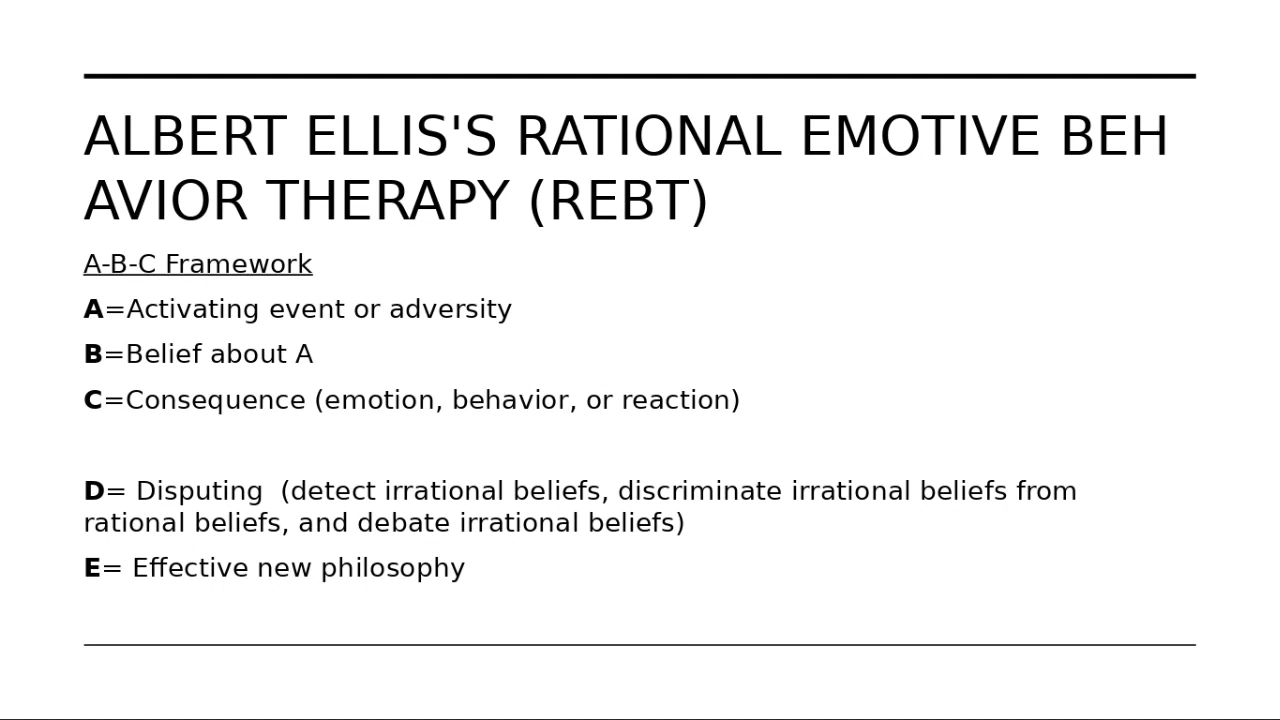 ALBERT ELLIS'S RATIONAL EMOTIVE BEH
AVIOR THERAPY (REBT)
A-B-C Framework
A=Activating event or adversity
B=Belief about A
C=Consequence (emotion, behavior, or reaction)
D= Disputing  (detect irrational beliefs, discriminate irrational beliefs from
rational beliefs, and debate irrational beliefs)
E= Effective new philosophy